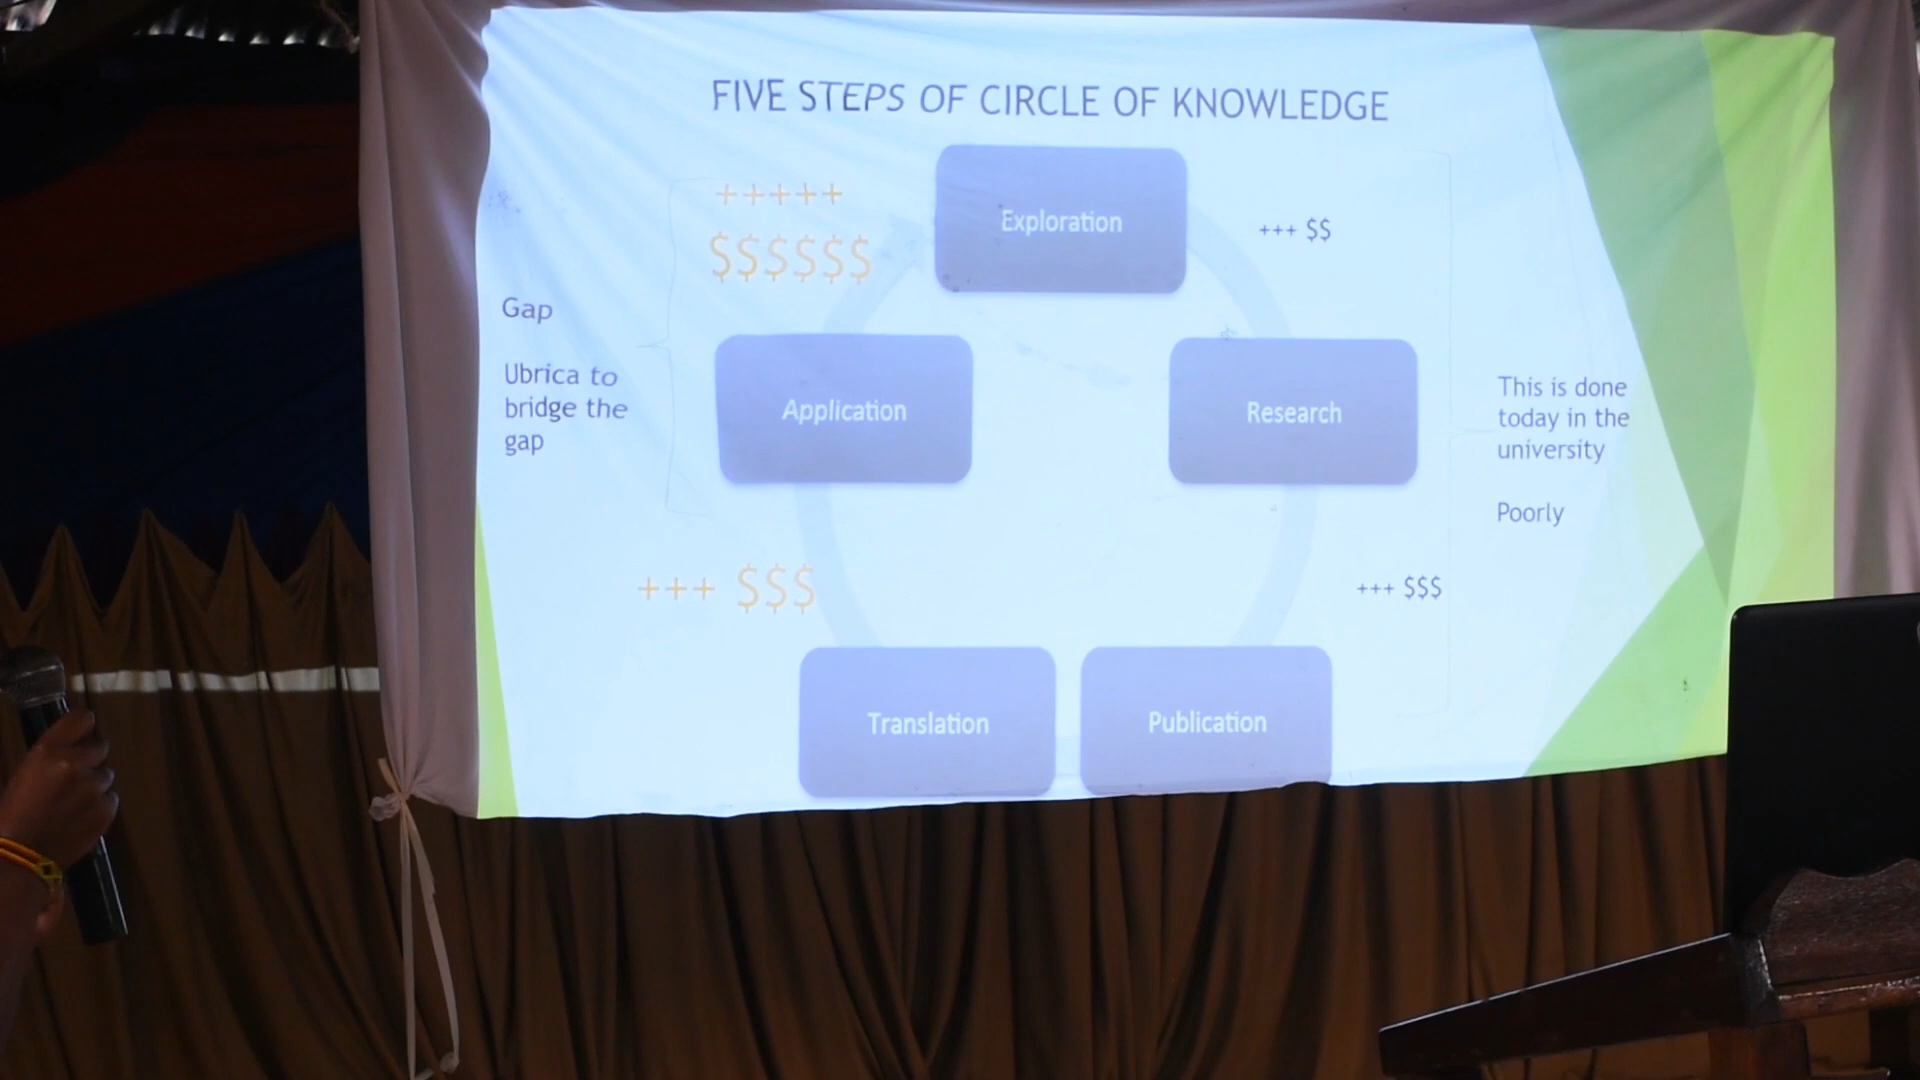 FIVE STEPS OF CIRCLE OF KNOWLEDGE
+++++
$$$$$$
Exploration
+++ $$
Gap
Ubrica to
bridge the
gap
Application
Research
This is done
today in the
university
Poorly
+++ $$$
+++ $$$
Translation
Publication